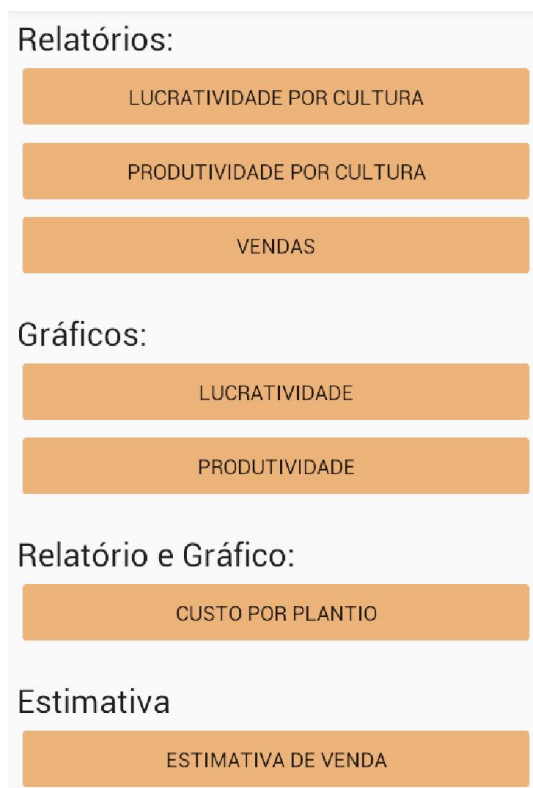 Relatórios:
LUCRATIVIDADE POR CULTURA
PRODUTIVIDADE POR CULTURA
VENDAS
Gráficos:
LUCRATIVIDADE
PRODUTIVIDADE
Relatório e Gráfico:
CUSTO POR PLANTIO
Estimativa
ESTIMATIVA DE VENDA